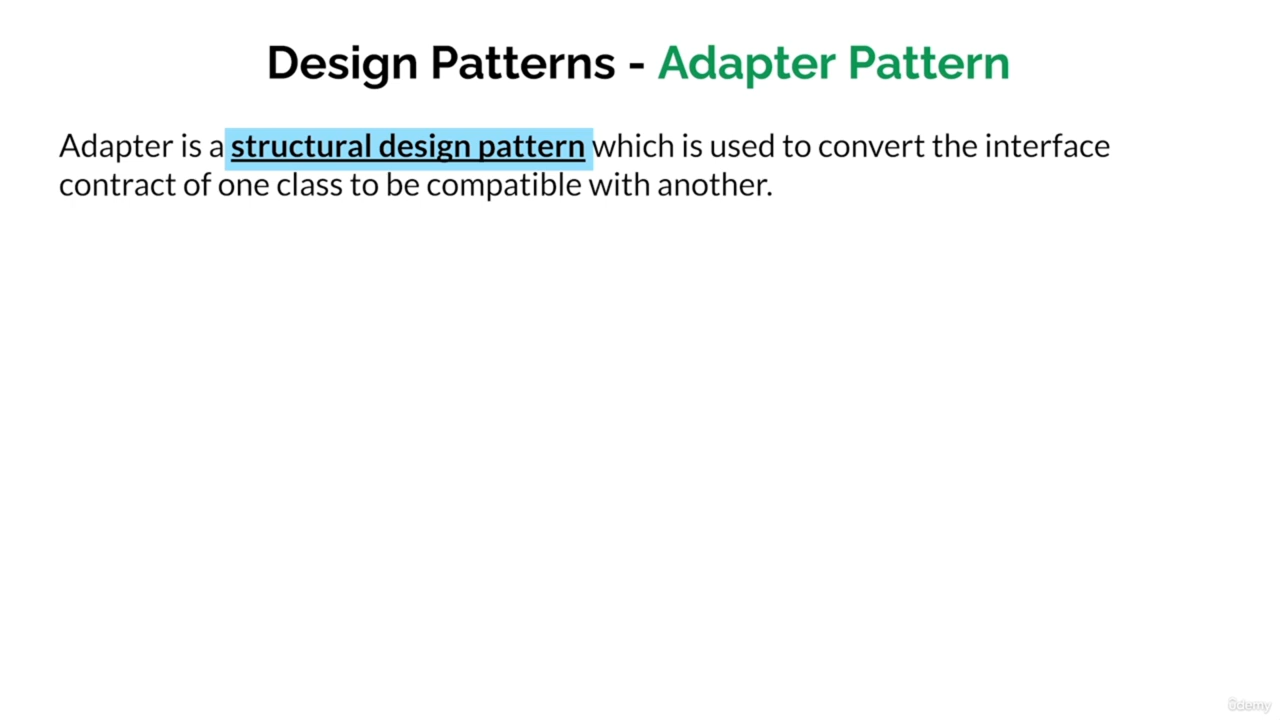 Design Patterns - Adapter Pattern
Adapter is a structural design pattern which is used to convert the interface
contract of one class to be compatible with another.
ûdemy